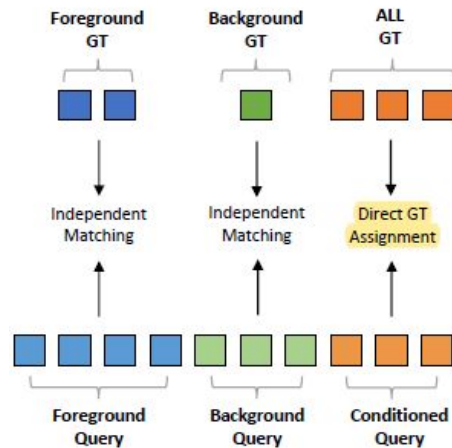 Foreground
GT
Background
GT
ALL
GT
Independent
Matching
Independent
Matching
Direct GT
Assignment
Foreground
Query
Background
Query
Conditioned
Query